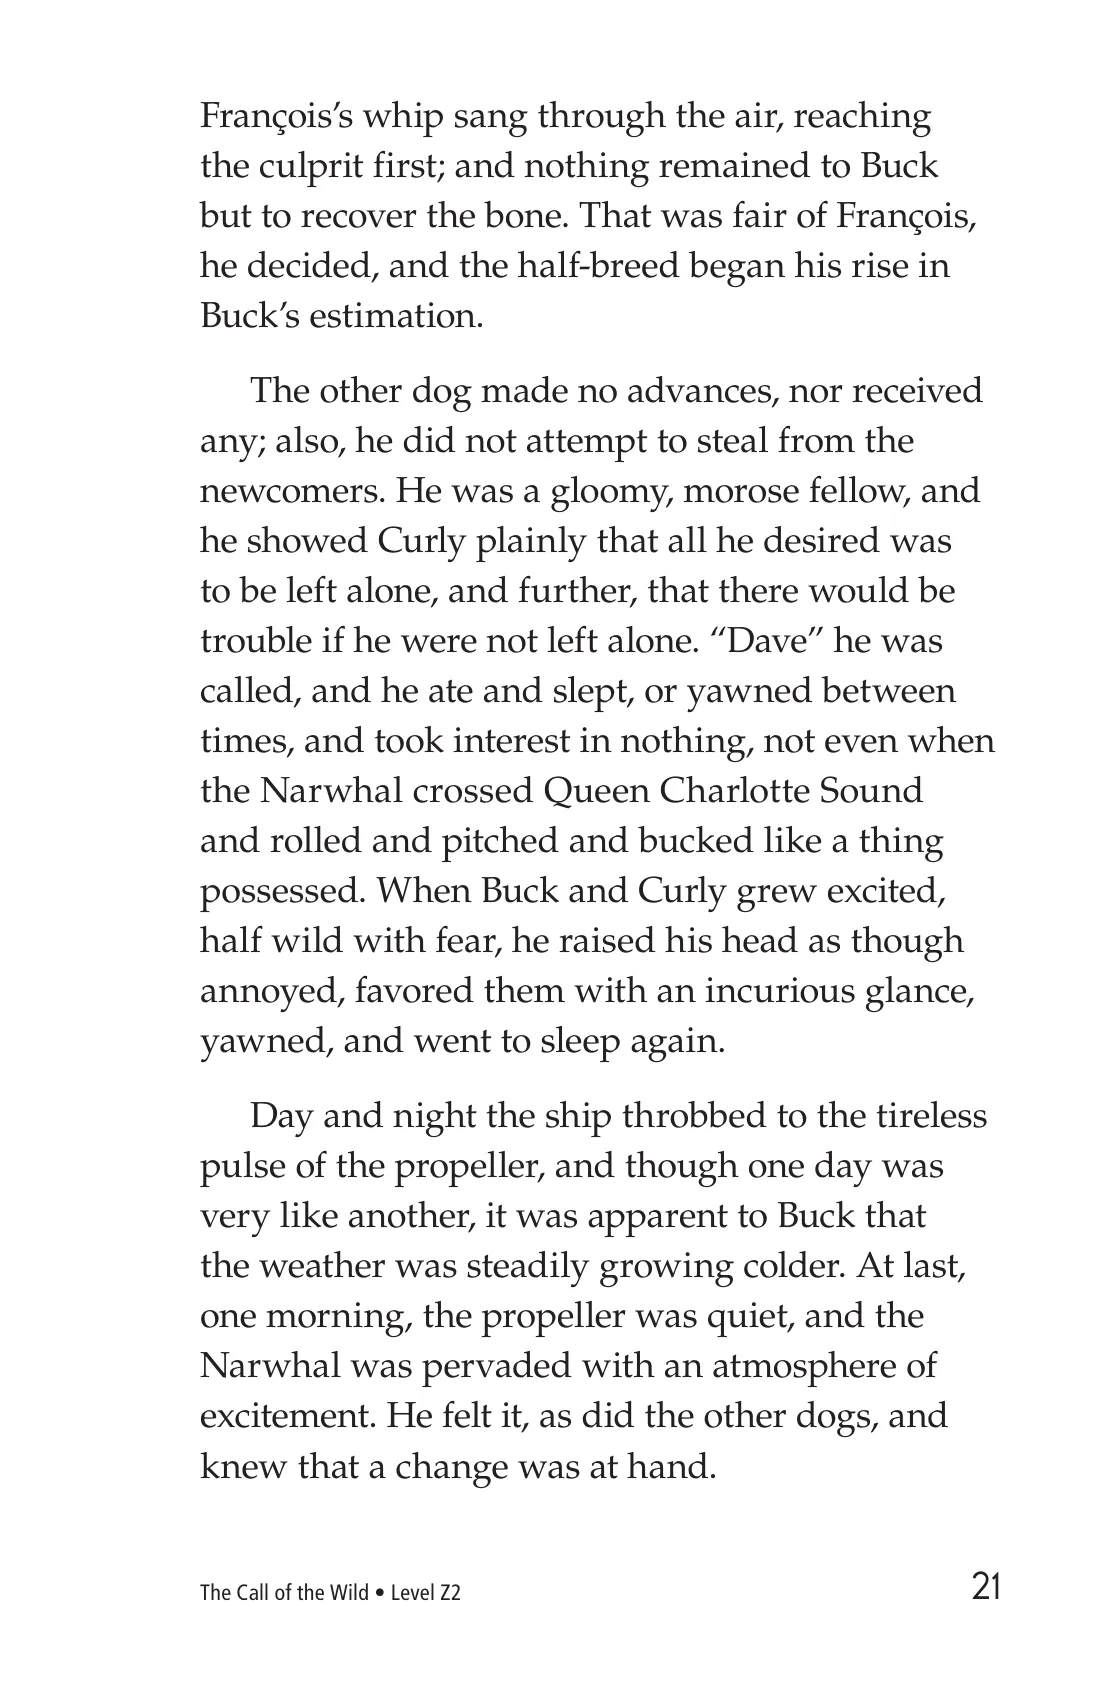 François’s whip sang through the air, reaching
the culprit first; and nothing remained to Buck
but to recover the bone. That was fair of François,
he decided, and the half-breed began his rise in
Buck’s estimation.
The other dog made no advances, nor received
any; also, he did not attempt to steal from the
newcomers. He was a gloomy, morose fellow, and
he showed Curly plainly that all he desired was
to be left alone, and further, that there would be
trouble if he were not left alone. “Dave” he was
called, and he ate and slept, or yawned between
times, and took interest in nothing, not even when
the Narwhal crossed Queen Charlotte Sound
and rolled and pitched and bucked like a thing
possessed. When Buck and Curly grew excited,
half wild with fear, he raised his head as though
annoyed, favored them with an incurious glance,
yawned, and went to sleep again.
Day and night the ship throbbed to the tireless
pulse of the propeller, and though one day was
very like another, it was apparent to Buck that
the weather was steadily growing colder. At last,
one morning, the propeller was quiet, and the
Narwhal was pervaded with an atmosphere of
excitement. He felt it, as did the other dogs, and
knew that a change was at hand.
The Call of the Wild • Level Z2 21